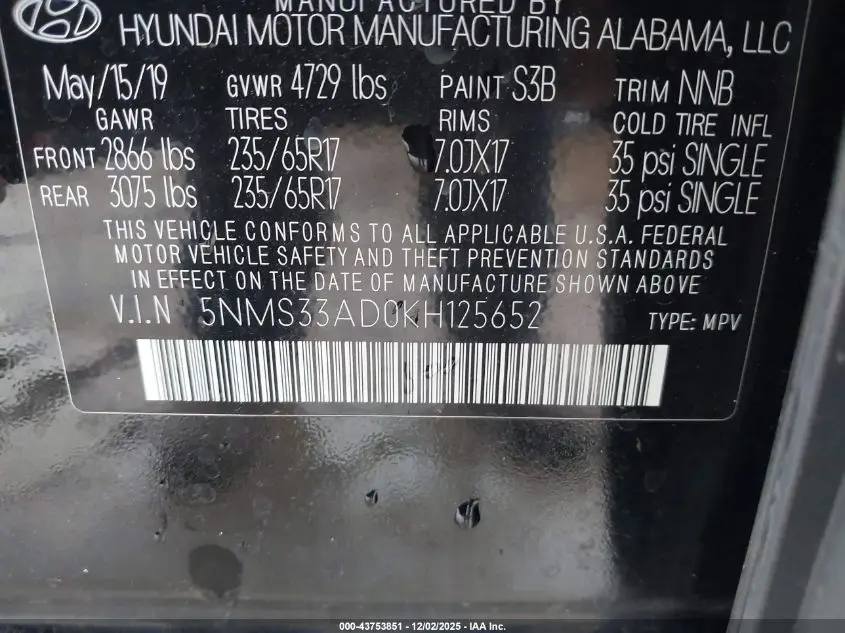 MANUFACTURED BY
HYUNDAI MOTOR MANUFACTURING ALABAMA, LLC
May/15/19 GVWR 4729 lbs PAINT S3B TRIM NNB
GAWR TIRES RIMS COLD TIRE INFL
FRONT 2866 lbs 235/65R17 7.0JX17 35 psi SINGLE
REAR 3075 lbs 235/65R17 7.0JX17 35 psi SINGLE
THIS VEHICLE CONFORMS TO ALL APPLICABLE U.S.A. FEDERAL
MOTOR VEHICLE SAFETY AND THEFT PREVENTION STANDARDS
IN EFFECT ON THE DATE OF MANUFACTURE SHOWN ABOVE
V.I.N 5NMS33AD0KH125652 TYPE: MPV
000-43753851 - 12/02/2025 - IAA Inc.